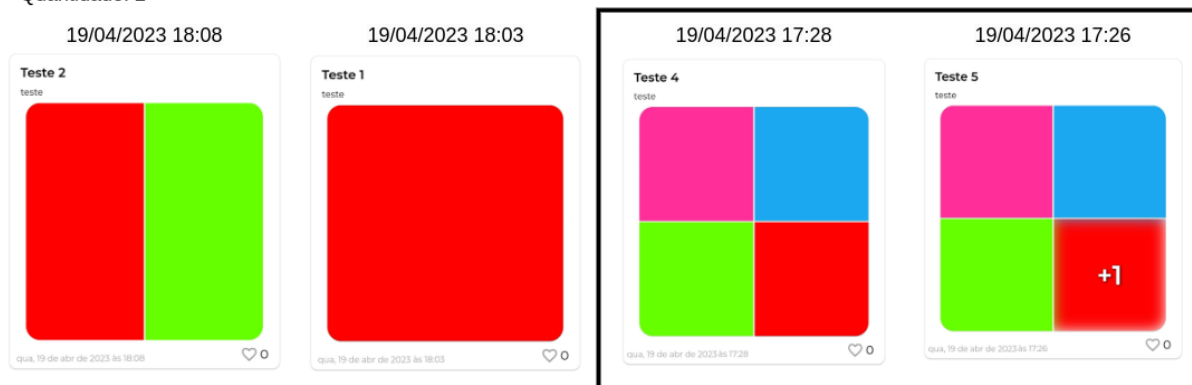 19/04/2023 18:08
Teste 2
teste
qua, 19 de abr de 2023 às 18:08
0
19/04/2023 18:03
Teste 1
teste
qua, 19 de abr de 2023 às 18:03
0
19/04/2023 17:28
Teste 4
teste
qua, 19 de abr de 2023 às 17:28
0
19/04/2023 17:26
Teste 5
teste
+1
qua, 19 de abr de 2023 às 17:26
0